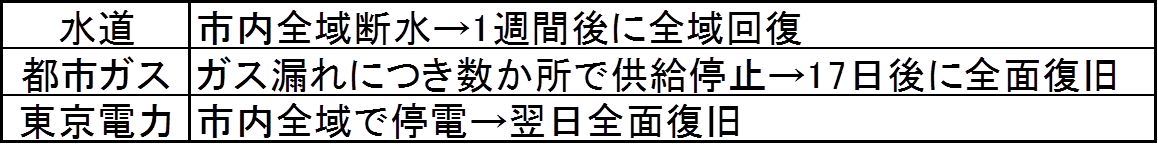 水道 市内全域断水→1週間後に全域回復
都市ガス ガス漏れにつき数か所で供給停止→17日後に全面復旧
東京電力 市内全域で停電→翌日全面復旧